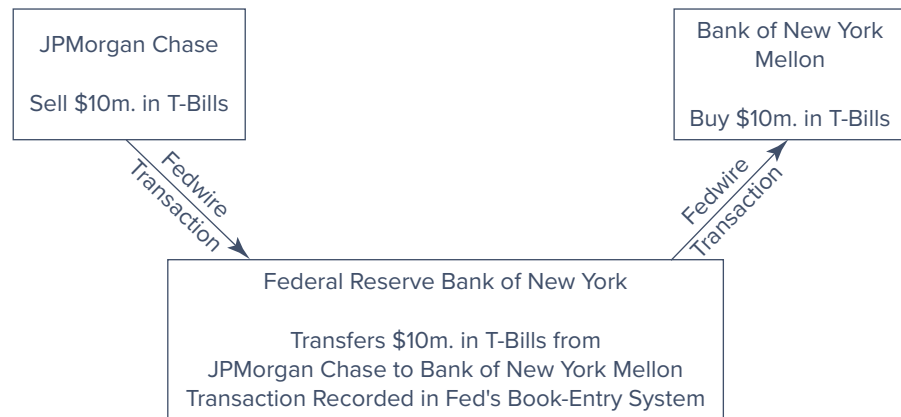 JPMorgan Chase
Sell $10m. in T-Bills
Bank of New York
Mellon
Buy $10m. in T-Bills
Fedwire
Transaction
Fedwire
Transaction
Federal Reserve Bank of New York
Transfers $10m. in T-Bills from
JPMorgan Chase to Bank of New York Mellon
Transaction Recorded in Fed's Book-Entry System